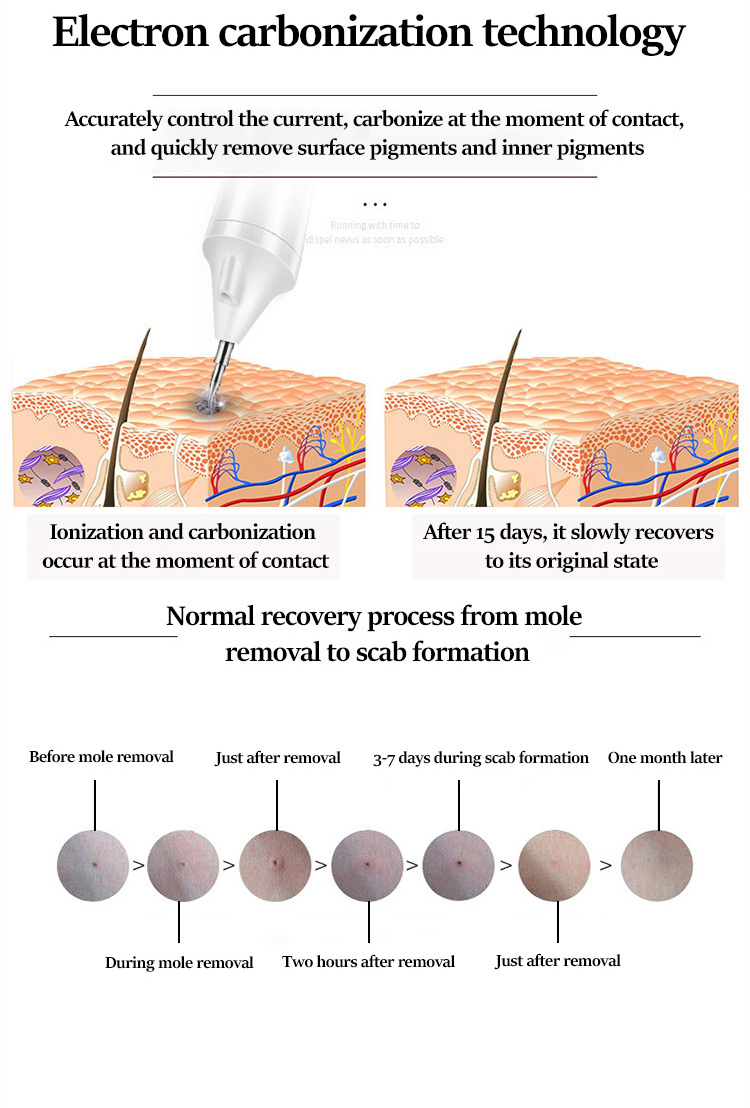 Electron carbonization technology
Accurately control the current, carbonize at the moment of contact,
and quickly remove surface pigments and inner pigments
...
Running with time to
dispel nevus as soon as possible
Ionization and carbonization
occur at the moment of contact
After 15 days, it slowly recovers
to its original state
Normal recovery process from mole
removal to scab formation
Before mole removal
Just after removal
3-7 days during scab formation
One month later
> > > > > >
During mole removal
Two hours after removal
Just after removal